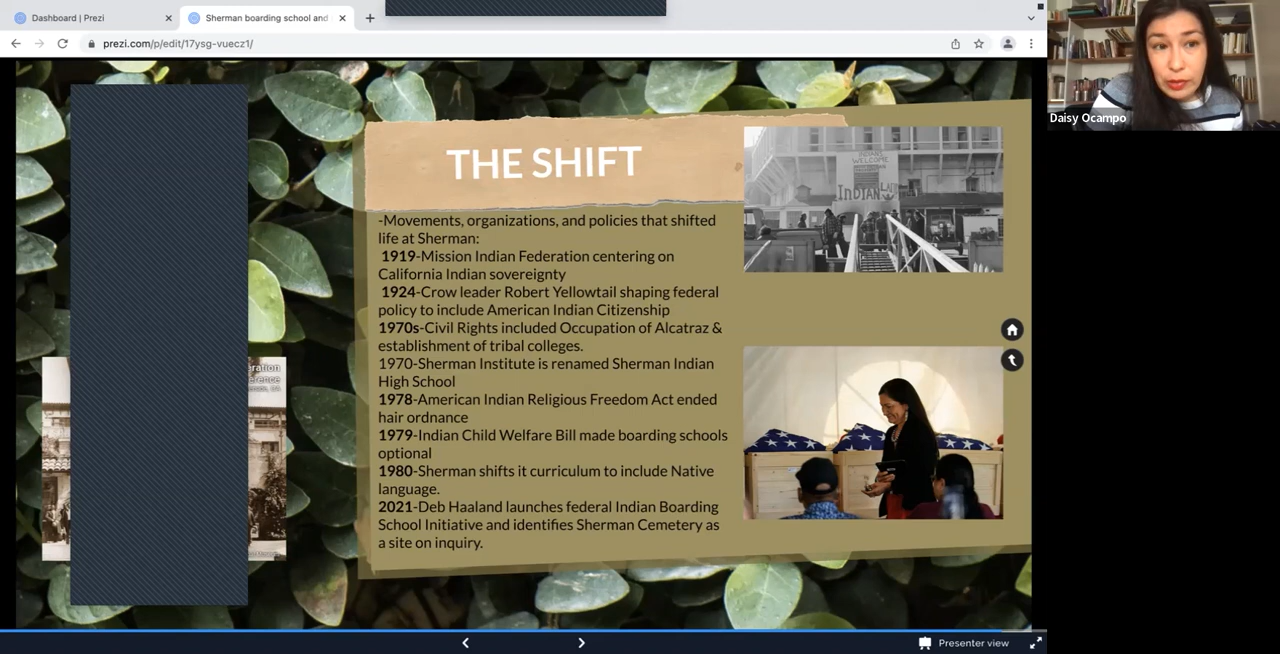 Dashboard | Prezi
Sherman boarding school and
prezi.com/p/edit/17ysg-vuecz1/
Daisy Ocampo
THE SHIFT
-Movements, organizations, and policies that shifted
life at Sherman:
1919-Mission Indian Federation centering on
California Indian sovereignty
1924-Crow leader Robert Yellowtail shaping federal
policy to include American Indian Citizenship
1970s-Civil Rights included Occupation of Alcatraz &
establishment of tribal colleges.
1970-Sherman Institute is renamed Sherman Indian
High School
1978-American Indian Religious Freedom Act ended
hair ordnance
1979-Indian Child Welfare Bill made boarding schools
optional
1980-Sherman shifts it curriculum to include Native
language.
2021-Deb Haaland launches federal Indian Boarding
School Initiative and identifies Sherman Cemetery as
a site on inquiry.
INDIANS
WELCOME
INDIAN
Presenter view